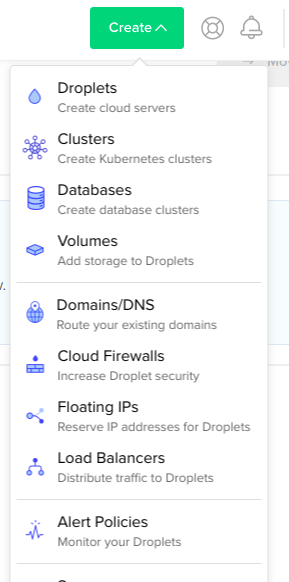 Create
Mo
Droplets
Create cloud servers
Clusters
Create Kubernetes clusters
Databases
Create database clusters
Volumes
Add storage to Droplets
Domains/DNS
Route your existing domains
Cloud Firewalls
Increase Droplet security
Floating IPs
Reserve IP addresses for Droplets
Load Balancers
Distribute traffic to Droplets
Alert Policies
Monitor your Droplets